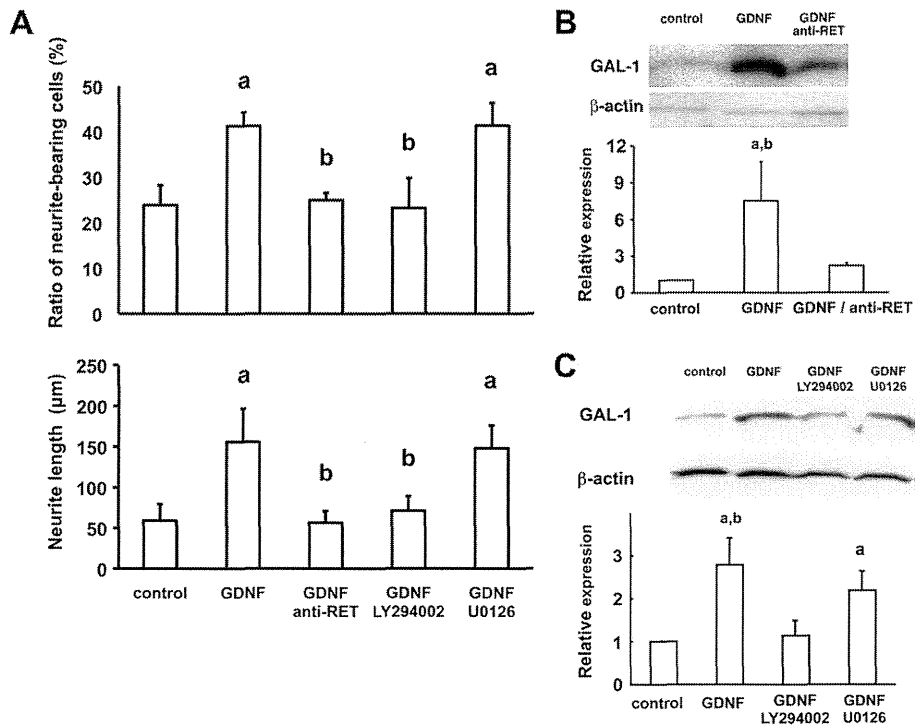 A
Ratio of neurite-bearing cells (%)
60
50
40
30
20
10
0
a
b
b
a
Neurite length (μm)
250
200
150
100
50
0
a
b
b
a
control
GDNF
GDNF anti-RET
GDNF LY294002
GDNF U0126
B
control
GDNF
GDNF anti-RET
GAL-1
β-actin
Relative expression
12
9
6
3
0
a,b
control
GDNF
GDNF / anti-RET
C
control
GDNF
GDNF LY294002
GDNF U0126
GAL-1
β-actin
Relative expression
3
2
1
0
a,b
a
control
GDNF
GDNF LY294002
GDNF U0126